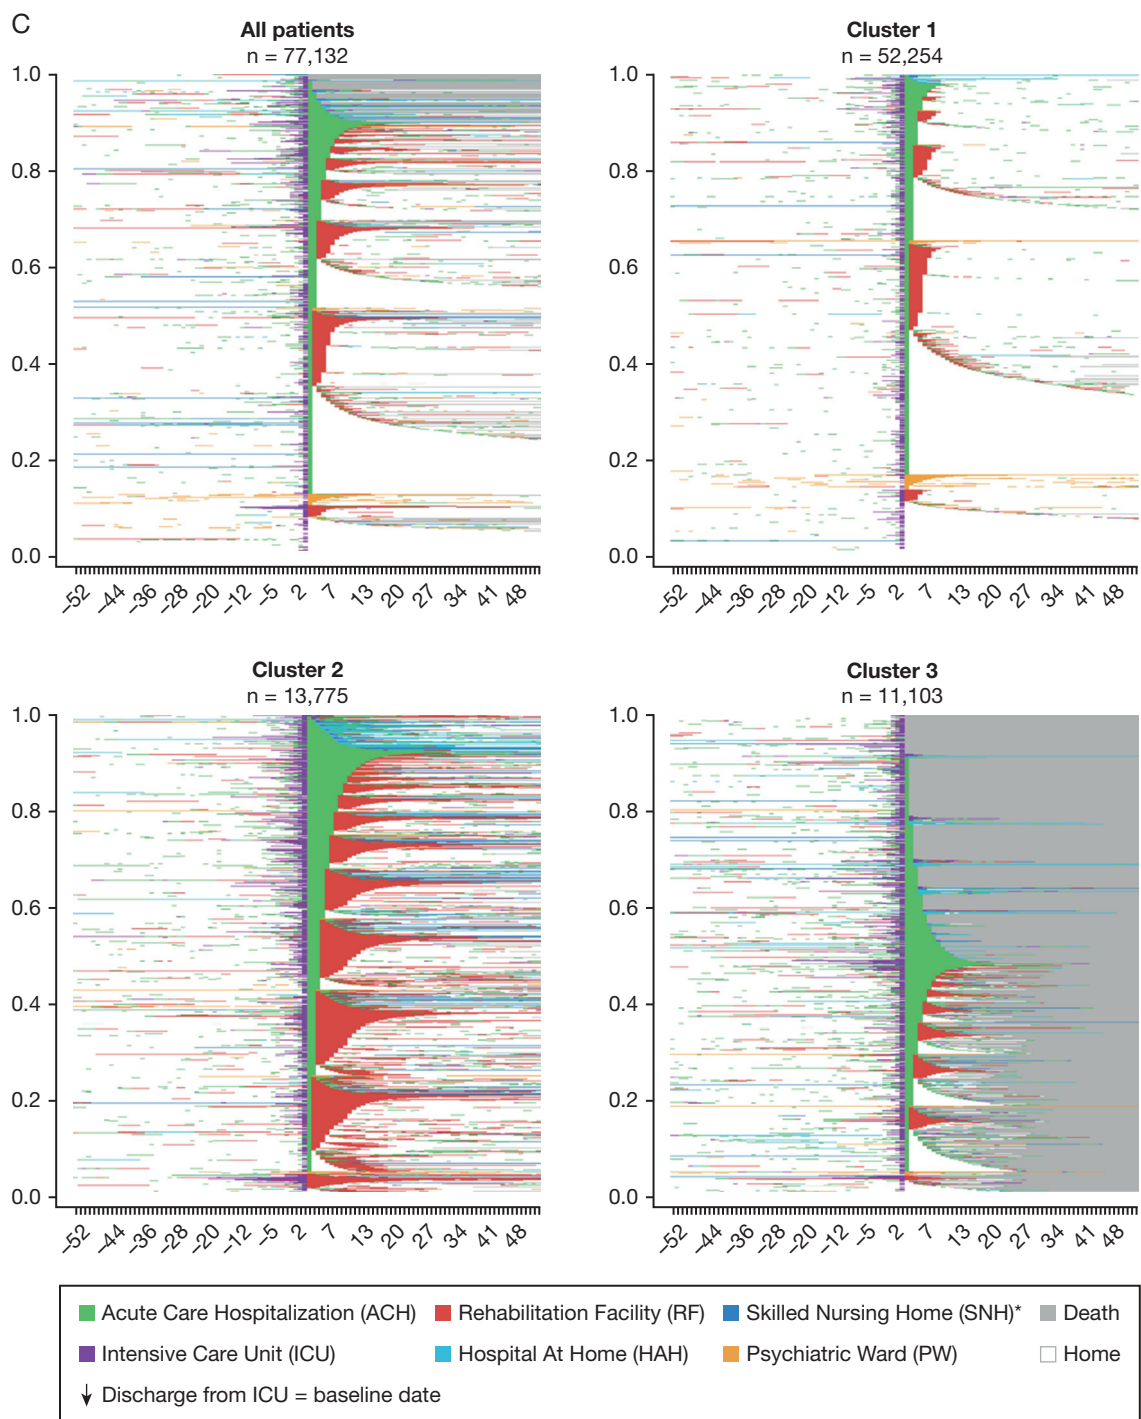 C
All patients
n = 77,132
1.0
0.8
0.6
0.4
0.2
0.0
−52 −44 −36 −28 −20 −12 −5 2 7 13 20 27 34 41 48
Cluster 1
n = 52,254
1.0
0.8
0.6
0.4
0.2
0.0
−52 −44 −36 −28 −20 −12 −5 2 7 13 20 27 34 41 48
Cluster 2
n = 13,775
1.0
0.8
0.6
0.4
0.2
0.0
−52 −44 −36 −28 −20 −12 −5 2 7 13 20 27 34 41 48
Cluster 3
n = 11,103
1.0
0.8
0.6
0.4
0.2
0.0
−52 −44 −36 −28 −20 −12 −5 2 7 13 20 27 34 41 48
Acute Care Hospitalization (ACH) Rehabilitation Facility (RF) Skilled Nursing Home (SNH)* Death
Intensive Care Unit (ICU) Hospital At Home (HAH) Psychiatric Ward (PW) Home
↓ Discharge from ICU = baseline date